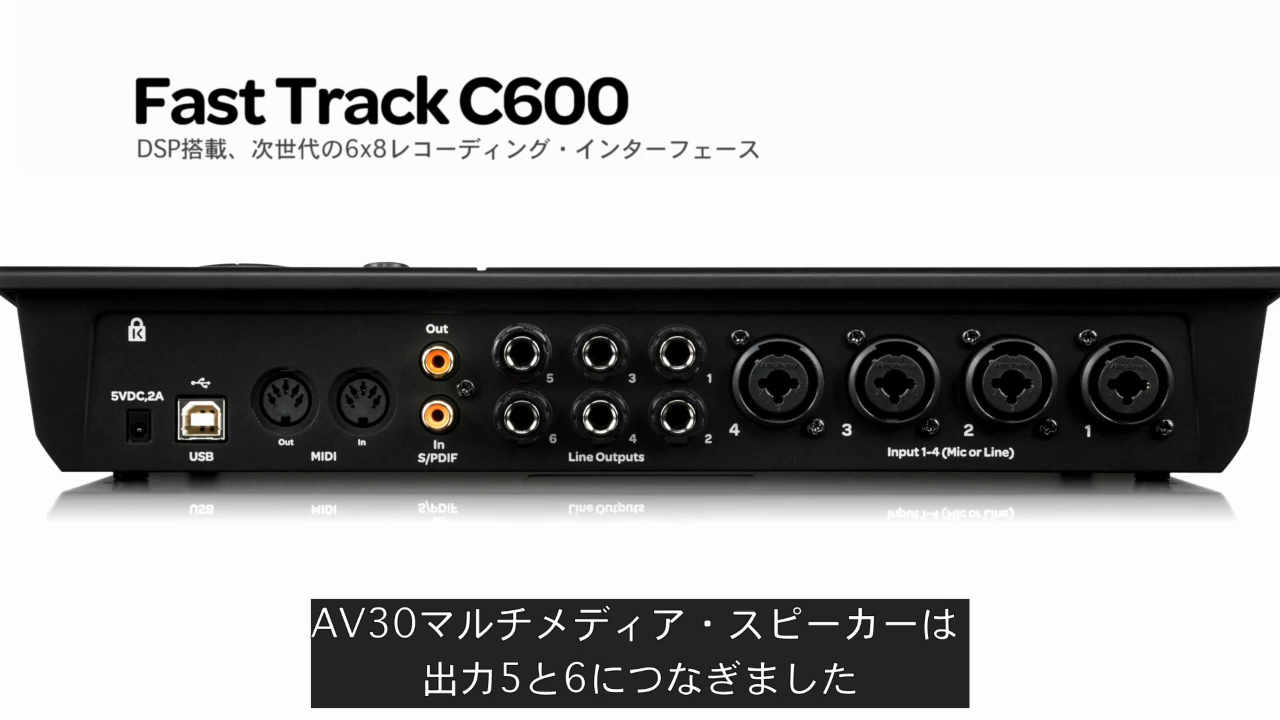 Fast Track C600
DSP搭載、次世代の6x8レコーディング・インターフェース
K
Out
5
3
1
5VDC,2A
6
4
2
4
3
2
1
Out
In
In
USB
MIDI
S/PDIF
Line Outputs
Input 1-4 (Mic or Line)
AV30マルチメディア・スピーカーは
出力5と6につなぎました